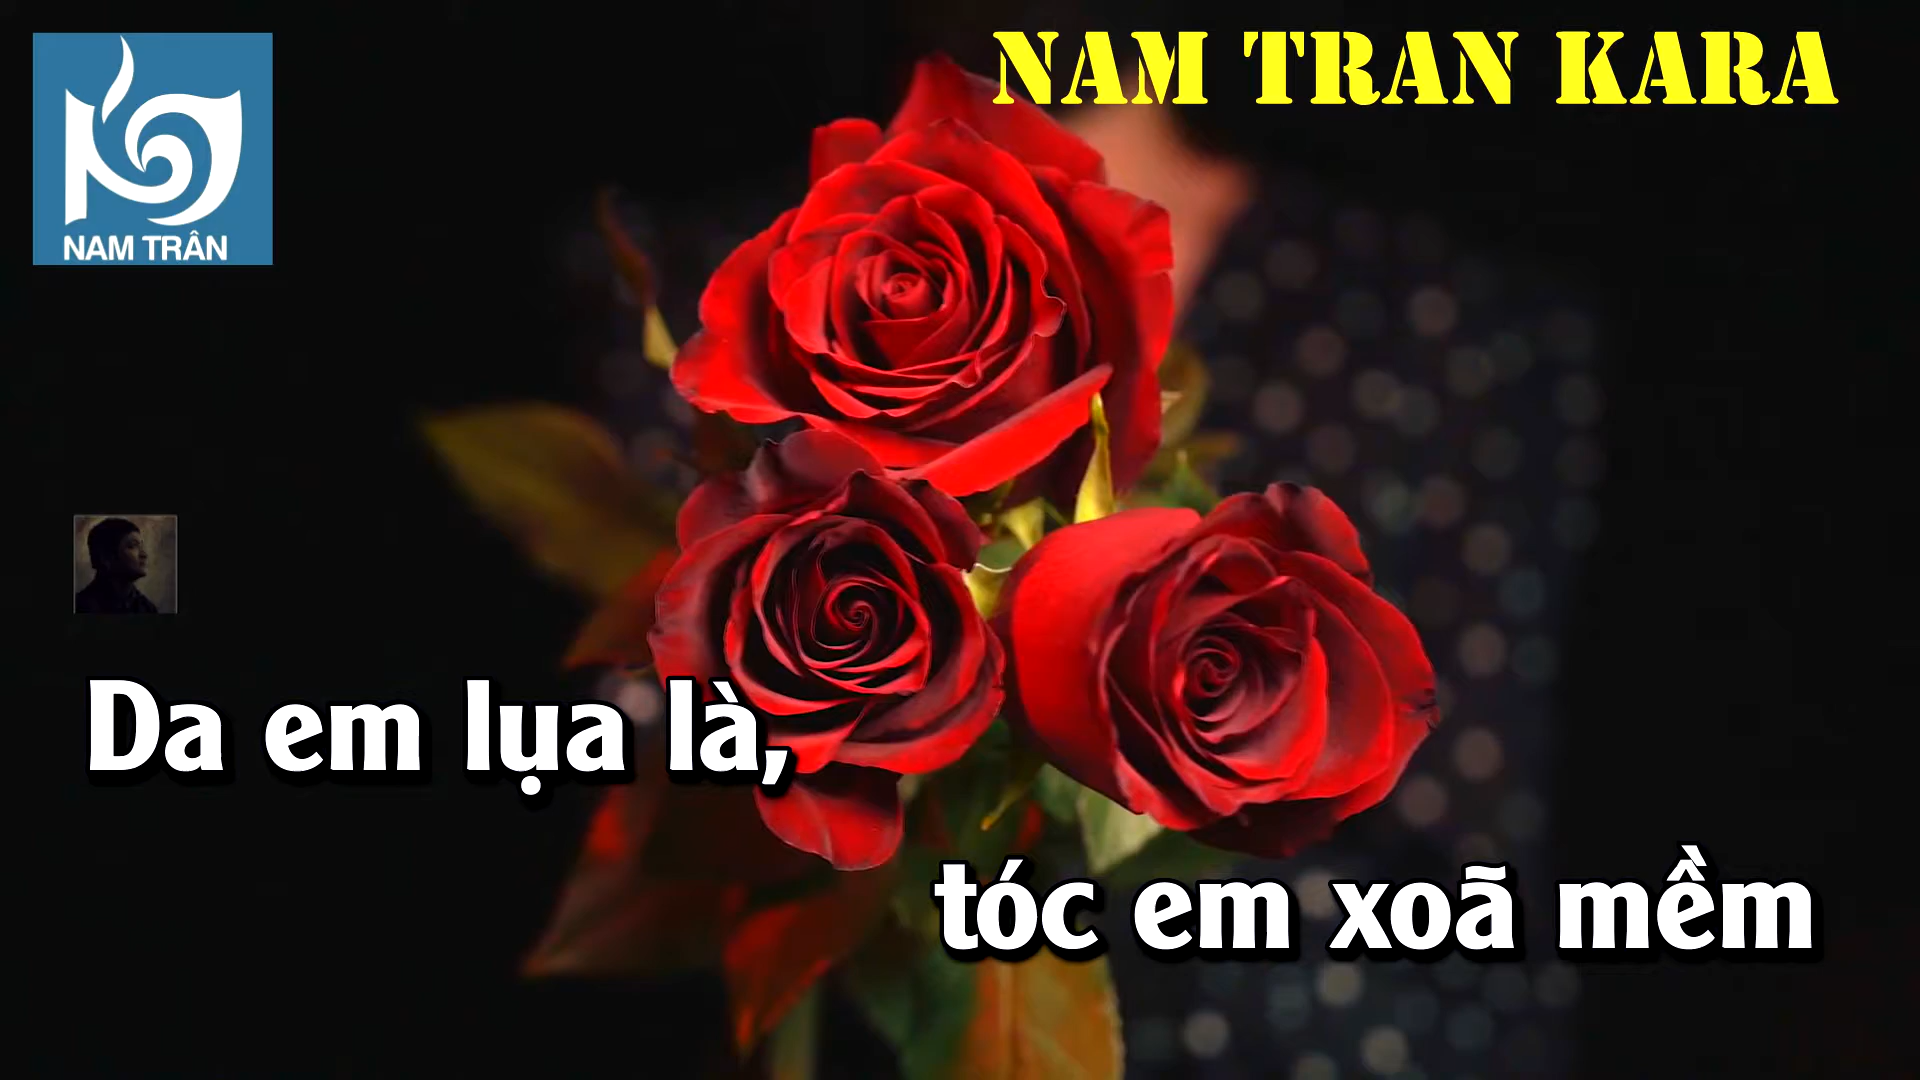 NAM TRAN KARA
NAM TRÂN
Da em lụa là,
tóc em xoã mềm